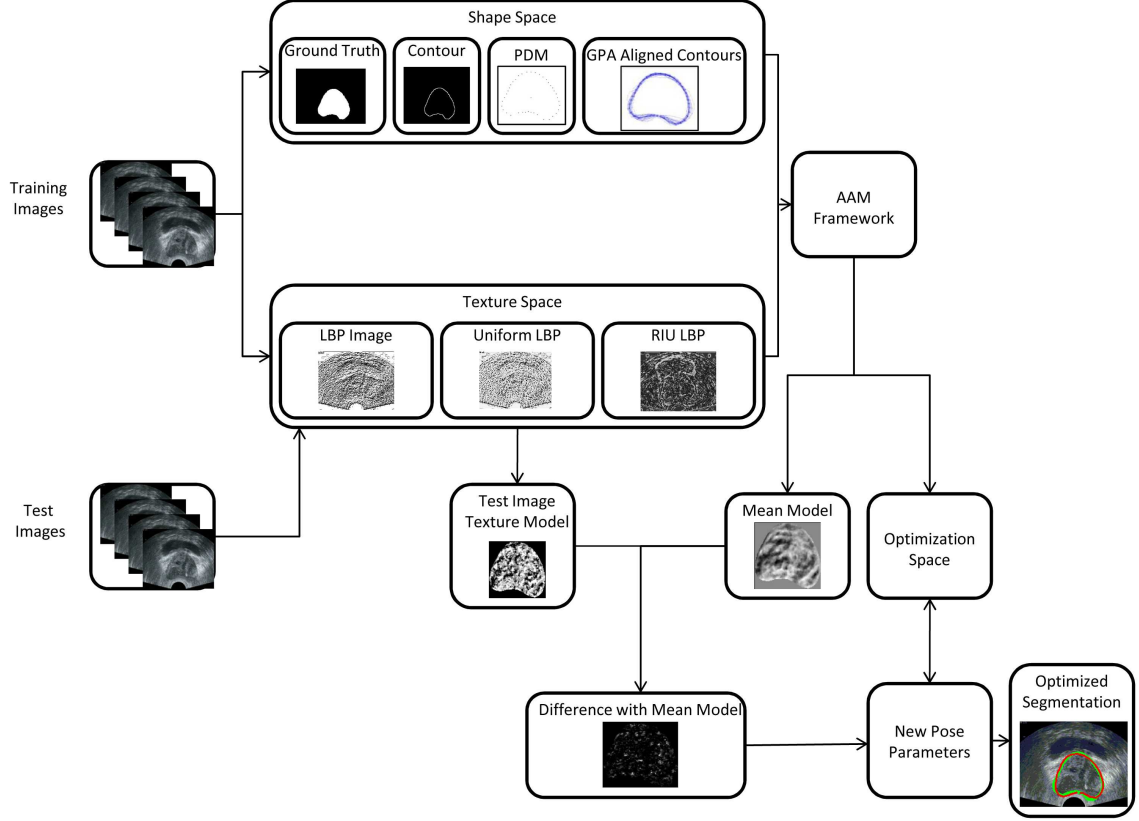 Shape Space
Ground Truth
Contour
PDM
GPA Aligned Contours
Training
Images
AAM
Framework
Texture Space
LBP Image
Uniform LBP
RIU LBP
Test
Images
Test Image
Texture Model
Mean Model
Optimization
Space
Difference with Mean Model
New Pose
Parameters
Optimized
Segmentation